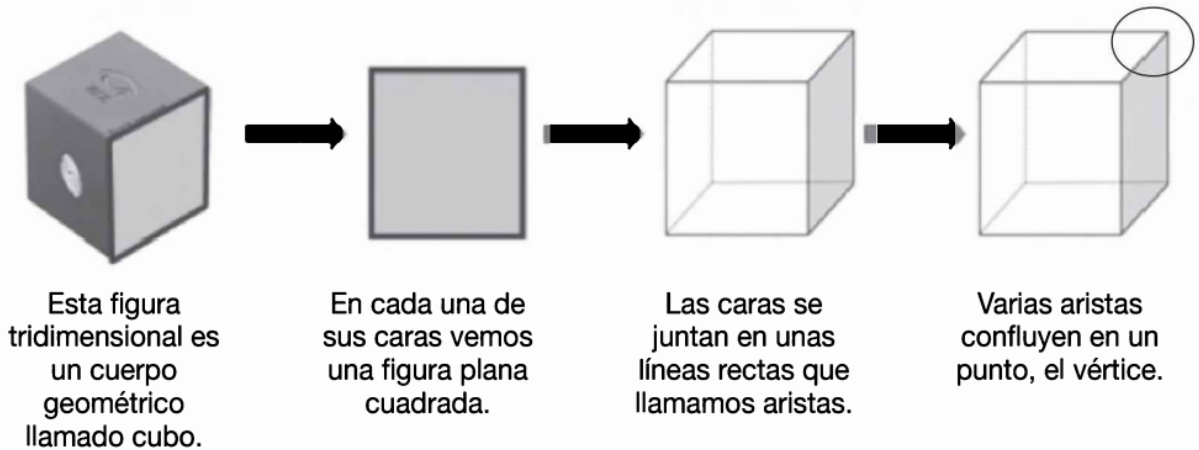 Esta figura
tridimensional es
un cuerpo
geométrico
llamado cubo.
En cada una de
sus caras vemos
una figura plana
cuadrada.
Las caras se
juntan en unas
líneas rectas que
llamamos aristas.
Varias aristas
confluyen en un
punto, el vértice.